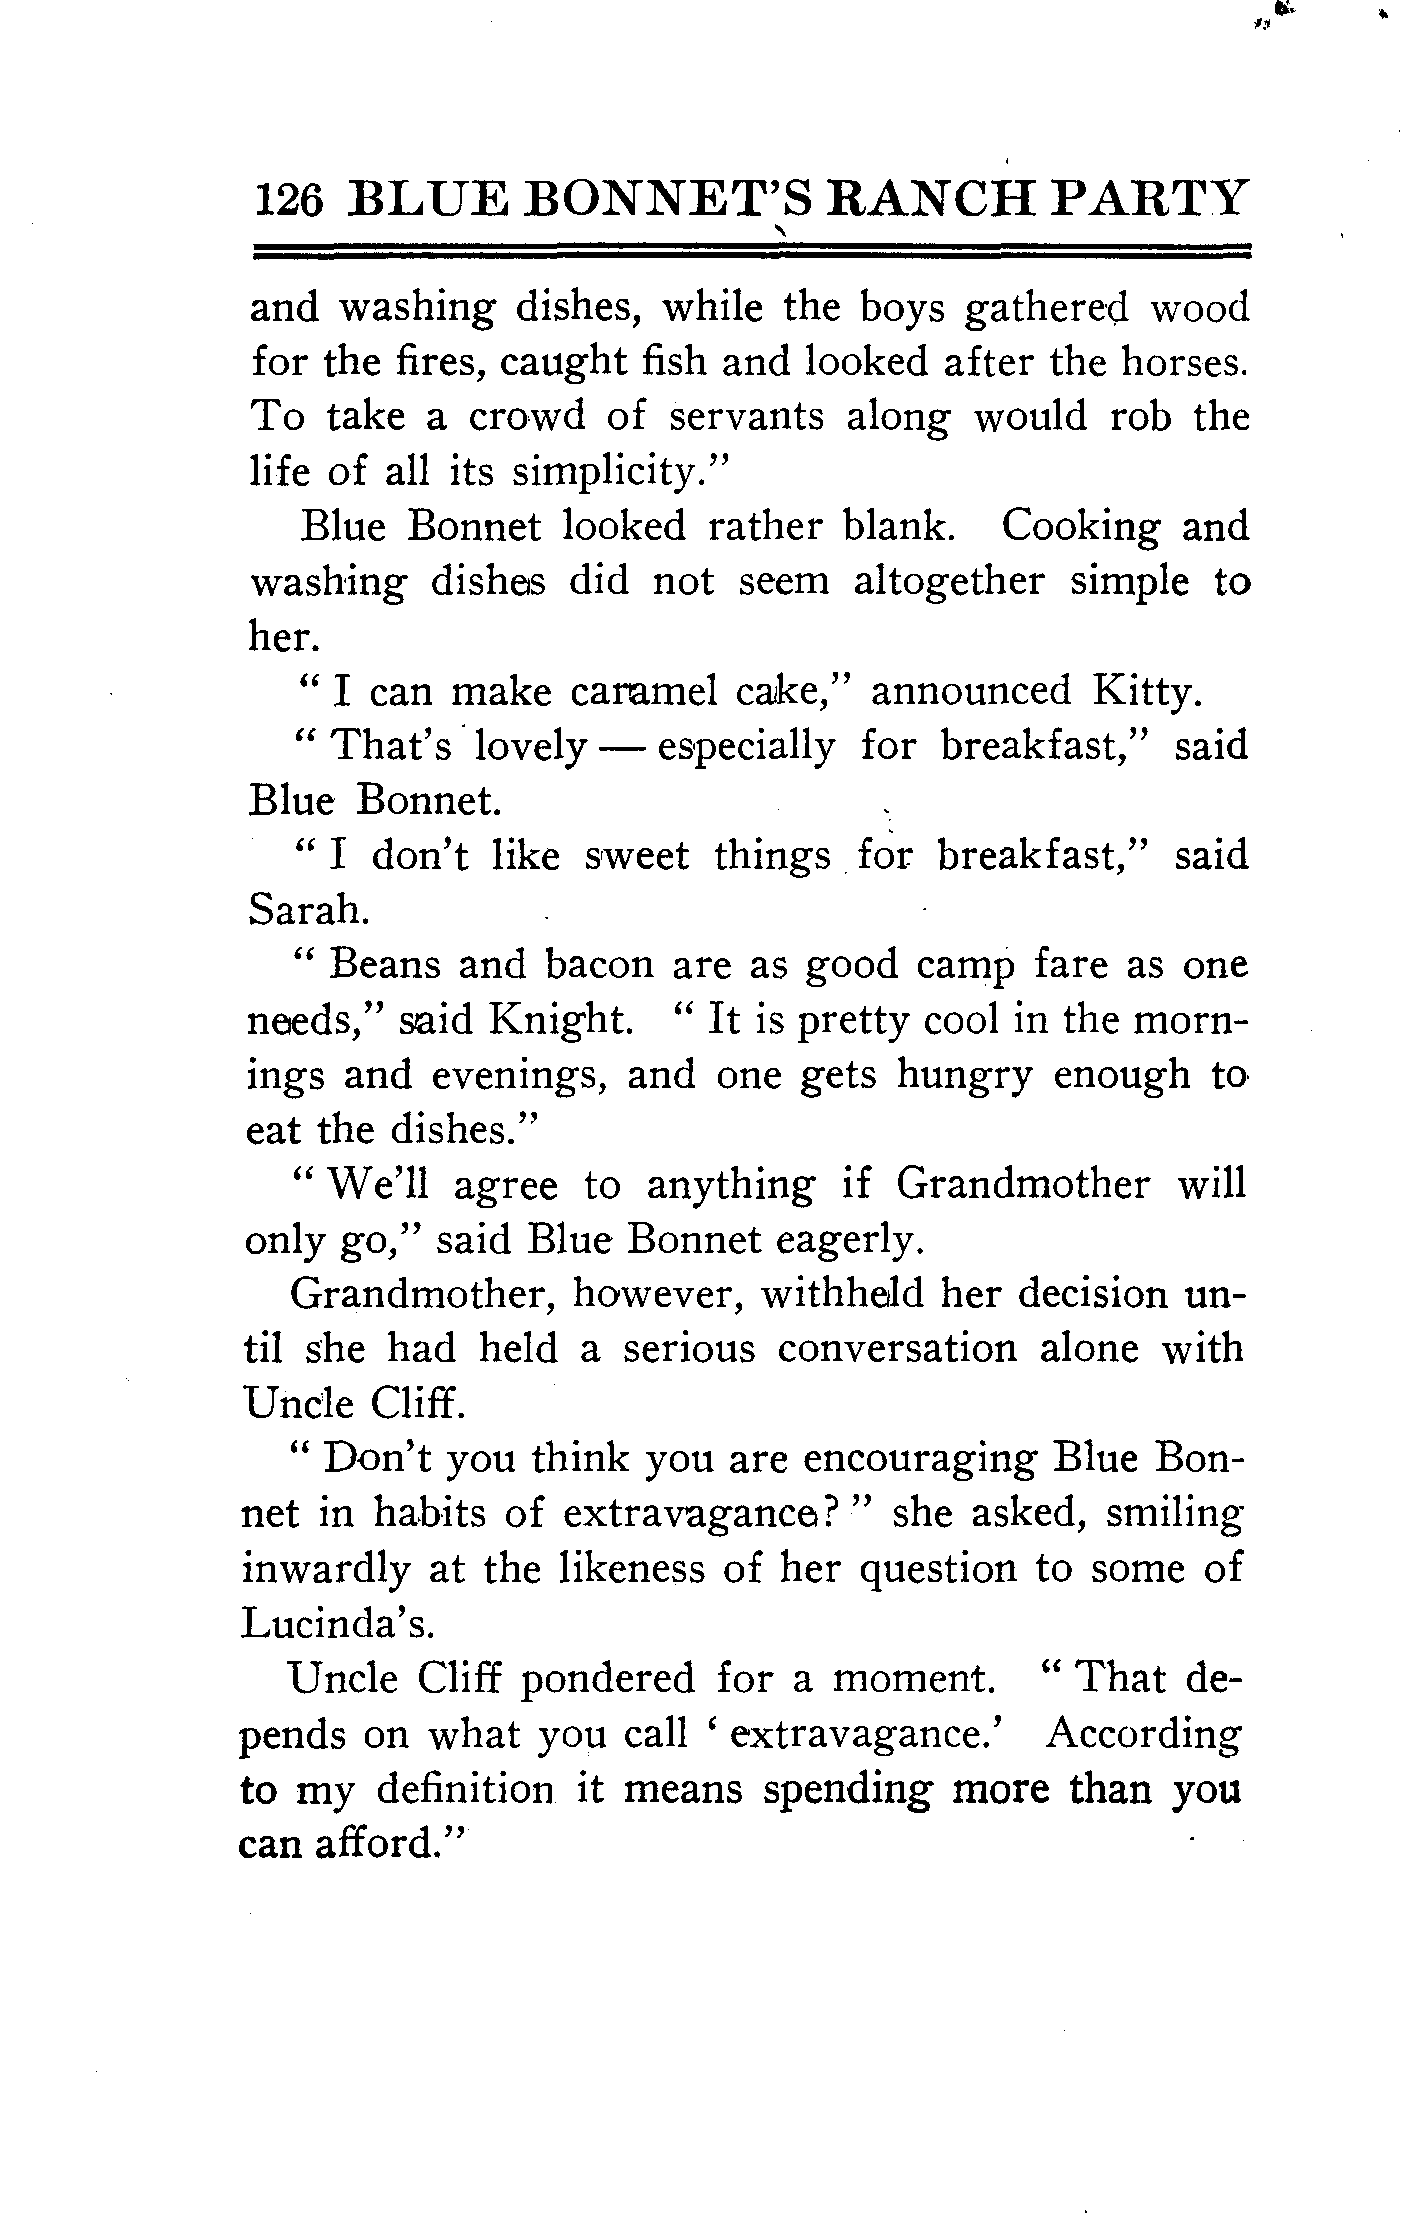 126 BLUE BONNET'S RANCH PARTY
and washing dishes, while the boys gathered wood
for the fires, caught fish and looked after the horses.
To take a crowd of servants along would rob the
life of all its simplicity."
Blue Bonnet looked rather blank. Cooking and
washing dishes did not seem altogether simple to
her.
" I can make caramel cake," announced Kitty.
" That's lovely — especially for breakfast," said
Blue Bonnet.
" I don't like sweet things for breakfast," said
Sarah.
" Beans and bacon are as good camp fare as one
needs," said Knight. " It is pretty cool in the morn-
ings and evenings, and one gets hungry enough to
eat the dishes."
" We'll agree to anything if Grandmother will
only go," said Blue Bonnet eagerly.
Grandmother, however, withheld her decision un-
til she had held a serious conversation alone with
Uncle Cliff.
" Don't you think you are encouraging Blue Bon-
net in habits of extravagance? " she asked, smiling
inwardly at the likeness of her question to some of
Lucinda's.
Uncle Cliff pondered for a moment. " That de-
pends on what you call ' extravagance.' According
to my definition it means spending more than you
can afford."